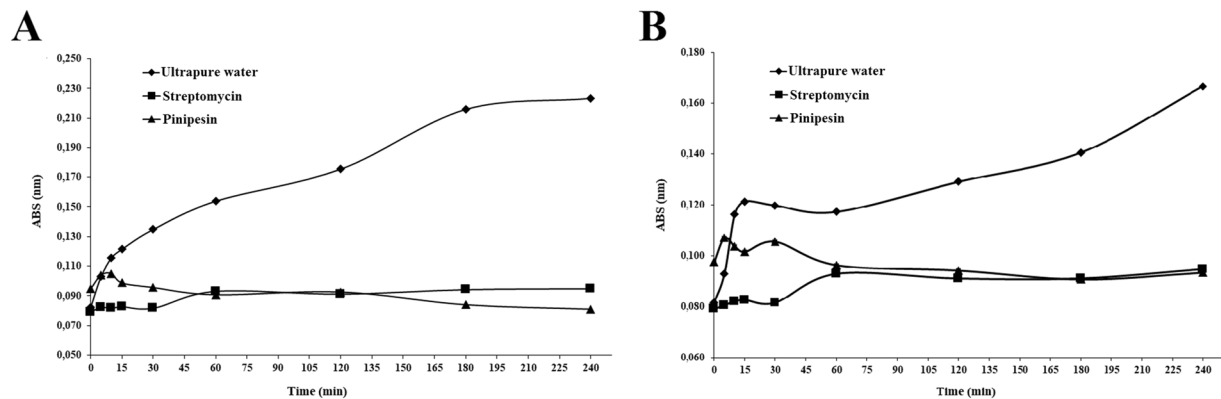 A
0,250
0,230
0,210
0,190
0,170
0,150
0,130
0,110
0,090
0,070
0,050
ABS (nm)
Ultrapure water
Streptomycin
Pinipesin
0 15 30 45 60 75 90 105 120 135 150 165 180 195 210 225 240
Time (min)
B
0,180
0,160
0,140
0,120
0,100
0,080
0,060
ABS (nm)
Ultrapure water
Streptomycin
Pinipesin
0 15 30 45 60 75 90 105 120 135 150 165 180 195 210 225 240
Time (min)